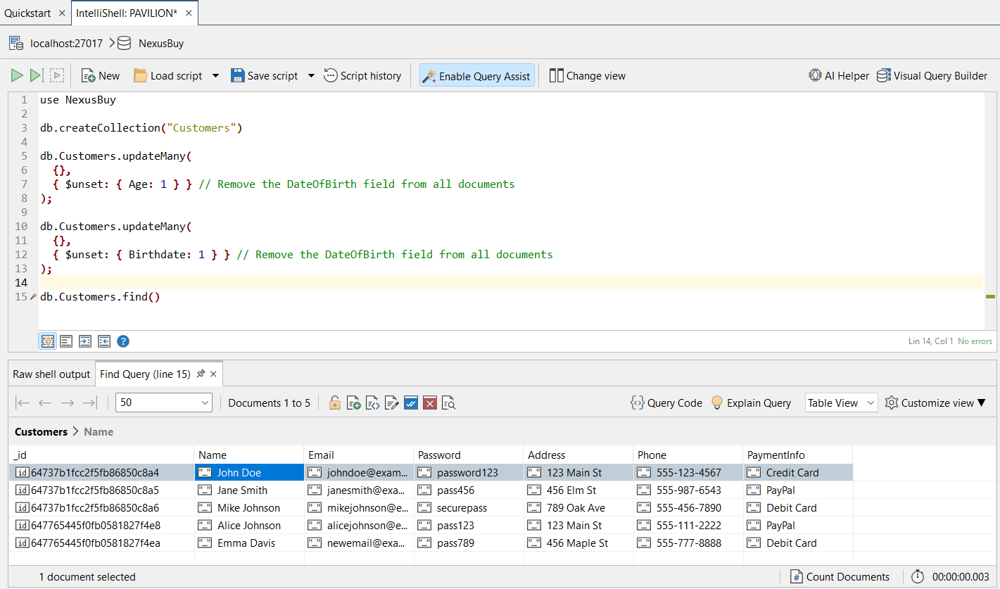 Quickstart × IntelliShell: PAVILION* ×
localhost:27017 NexusBuy
New Load script Save script Script history Enable Query Assist Change view AI Helper Visual Query Builder
1 use NexusBuy
2
3 db.createCollection("Customers")
4
5 db.Customers.updateMany(
6 {},
7 { $unset: { Age: 1 } } // Remove the DateOfBirth field from all documents
8 );
9
10 db.Customers.updateMany(
11 {},
12 { $unset: { Birthdate: 1 } } // Remove the DateOfBirth field from all documents
13 );
14
15 db.Customers.find()
Lin 14, Col 1 No errors
Raw shell output Find Query (line 15) ×
50 Documents 1 to 5 Query Code Explain Query Table View Customize view
Customers > Name
_id Name Email Password Address Phone PaymentInfo
id 64737b1fcc2f5fb86850c8a4 John Doe johndoe@exam... password123 123 Main St 555-123-4567 Credit Card
id 64737b1fcc2f5fb86850c8a5 Jane Smith janesmith@exa... pass456 456 Elm St 555-987-6543 PayPal
id 64737b1fcc2f5fb86850c8a6 Mike Johnson mikejohnson@e... securepass 789 Oak Ave 555-456-7890 Debit Card
id 647765445f0fb0581827f4e8 Alice Johnson alicejohnson@e... pass123 123 Main St 555-111-2222 PayPal
id 647765445f0fb0581827f4ea Emma Davis newemail@exa... pass789 456 Maple St 555-777-8888 Debit Card
1 document selected # Count Documents 00:00:00.003